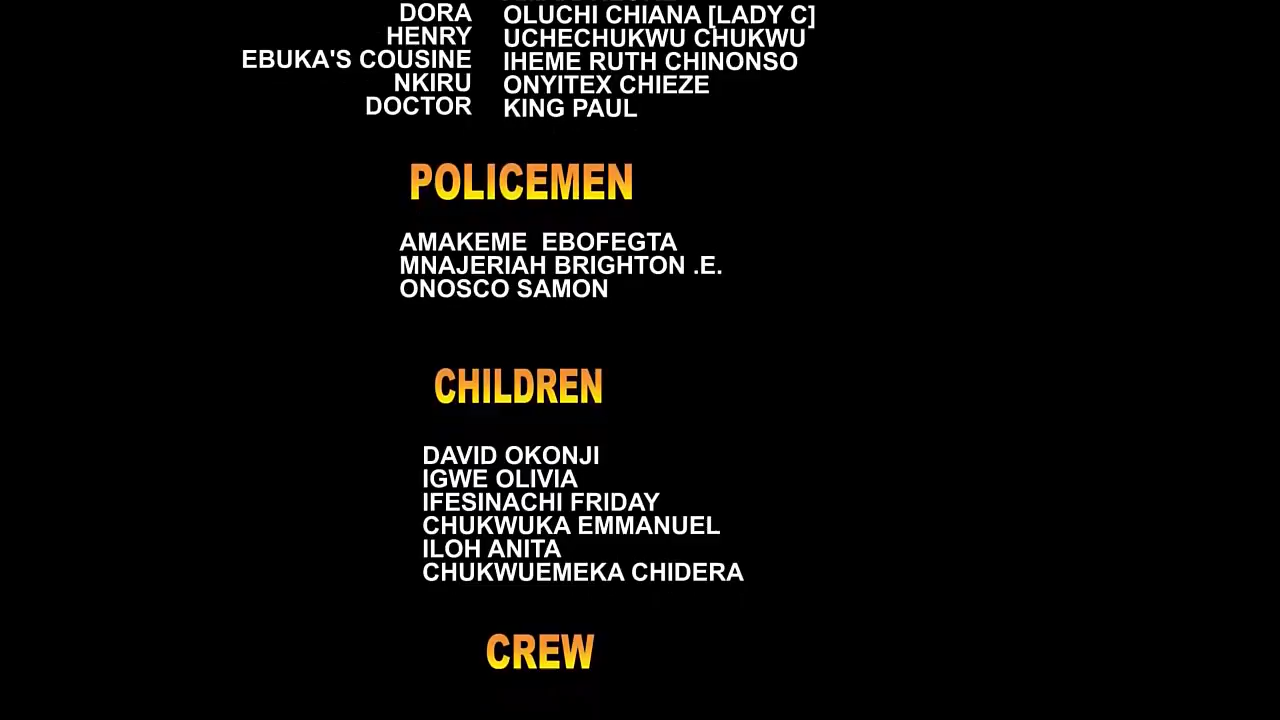 DORA OLUCHI CHIANA [LADY C]
HENRY UCHECHUKWU CHUKWU
EBUKA'S COUSINE IHEME RUTH CHINONSO
NKIRU ONYITEX CHIEZE
DOCTOR KING PAUL
POLICEMEN
AMAKEME EBOFEGTA
MNAJERIAH BRIGHTON .E.
ONOSCO SAMON
CHILDREN
DAVID OKONJI
IGWE OLIVIA
IFESINACHI FRIDAY
CHUKWUKA EMMANUEL
ILOH ANITA
CHUKWUEMEKA CHIDERA
CREW